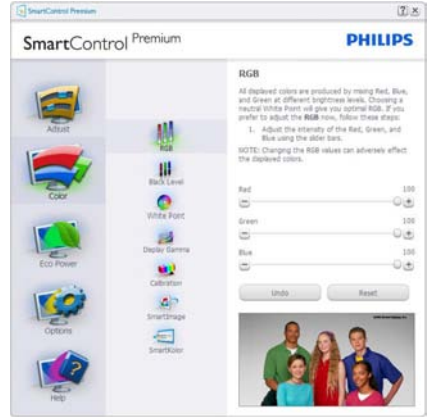 SmartControl Premium
SmartControl Premium
PHILIPS
Adjust
Color
Eco Power
Options
Help
RGB
Black Level
White Point
Display Gamma
Calibration
SmartImage
SmartKolor
RGB
All displayed colors are produced by mixing Red, Blue,
and Green at different brightness levels. Choosing a
neutral White Point will give you optimal RGB. If you
prefer to adjust the RGB now, follow these steps:
1. Adjust the intensity of the Red, Green, and
Blue using the slider bars.
NOTE: Changing the RGB values can adversely affect
the displayed colors.
Red 100
Green 100
Blue 100
Undo Reset